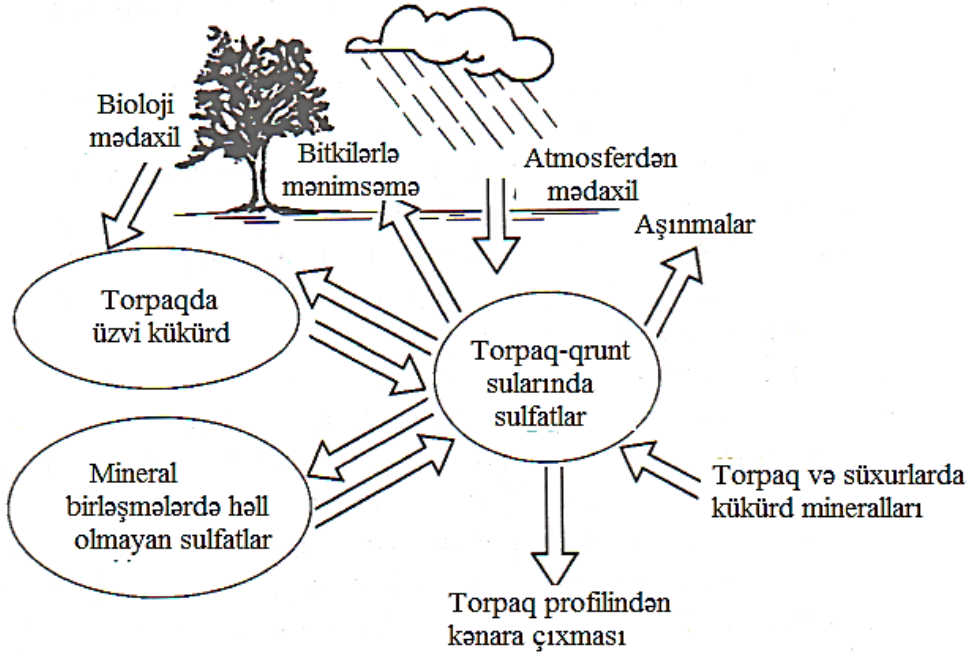 Bioloji
mədaxil
Bitkilərlə
mənimsəmə
Atmosferdən
mədaxil
Aşınmalar
Torpaqda
üzvi kükürd
Torpaq-qrunt
sularında
sulfatlar
Mineral
birləşmələrdə həll
olmayan sulfatlar
Torpaq və süxurlarda
kükürd mineralları
Torpaq profilindən
kənara çıxması